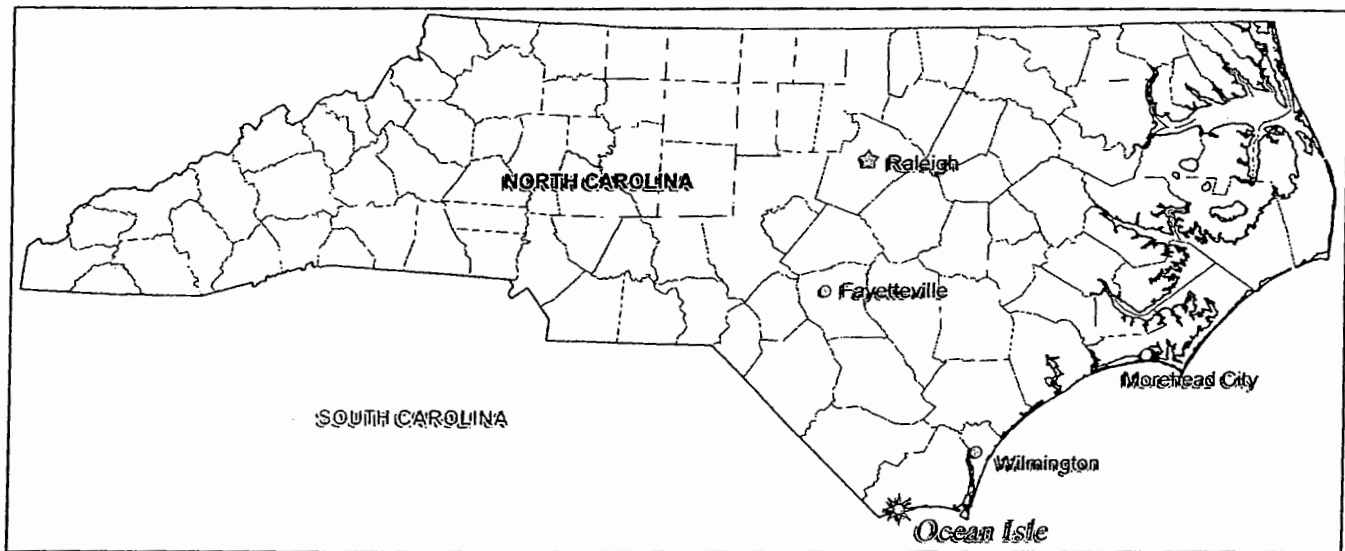 Raleigh
NORTH CAROLINA
Fayetteville
Morehead City
SOUTH CAROLINA
Wilmington
Ocean Isle